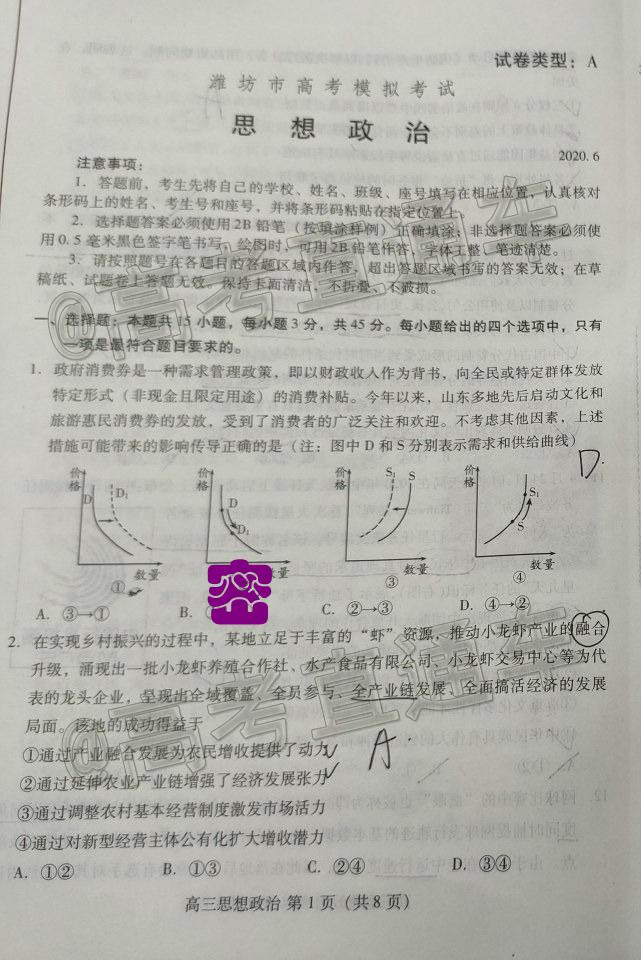 试卷类型：A
潍坊市高考模拟考试
思想政治
2020.6
注意事项：
1．答题前，考生先将自己的学校、姓名、班级、座号填写在相应位置，认真核对
条形码上的姓名、考生号和座号，并将条形码粘贴在指定位置上。
2．选择题答案必须使用2B铅笔（按填涂样例）正确填涂；非选择题答案必须使
用0.5毫米黑色签字笔书写，绘图时，可用2B铅笔作答，字体工整、笔迹清楚。
3．请按照题号在各题目的答题区域内作答，超出答题区域书写的答案无效；在草
稿纸、试题卷上答题无效。保持卡面清洁，不折叠、不破损。
一、选择题：本题共15小题，每小题3分，共45分。每小题给出的四个选项中，只有
一项是最符合题目要求的。
1．政府消费券是一种需求管理政策，即以财政收入作为背书，向全民或特定群体发放
特定形式（非现金且限定用途）的消费补贴。今年以来，山东多地先后启动文化和
旅游惠民消费券的发放，受到了消费者的广泛关注和欢迎。不考虑其他因素，上述
措施可能带来的影响传导正确的是（注：图中D和S分别表示需求和供给曲线）
D.
价格 D D₁ 数量 ①
价格 D D₁
价格 S₁ S 数量 ③
价格 S S₁ 数量 ④
A．③→① B． C．②→③ D．④→②
2．在实现乡村振兴的过程中，某地立足于丰富的“虾”资源，推动小龙虾产业的融合
升级，涌现出一批小龙虾养殖合作社、水产食品有限公司、小龙虾交易中心等为代
表的龙头企业，呈现出全域覆盖、全员参与、全产业链发展、全面搞活经济的发展
局面。该地的成功得益于
①通过产业融合发展为农民增收提供了动力
②通过延伸农业产业链增强了经济发展张力
A.
③通过调整农村基本经营制度激发市场活力
④通过对新型经营主体公有化扩大增收潜力
A．①② B．①③ C．②④ D．③④
高三思想政治 第1页（共8页）
@高考直通车
@高考直通车